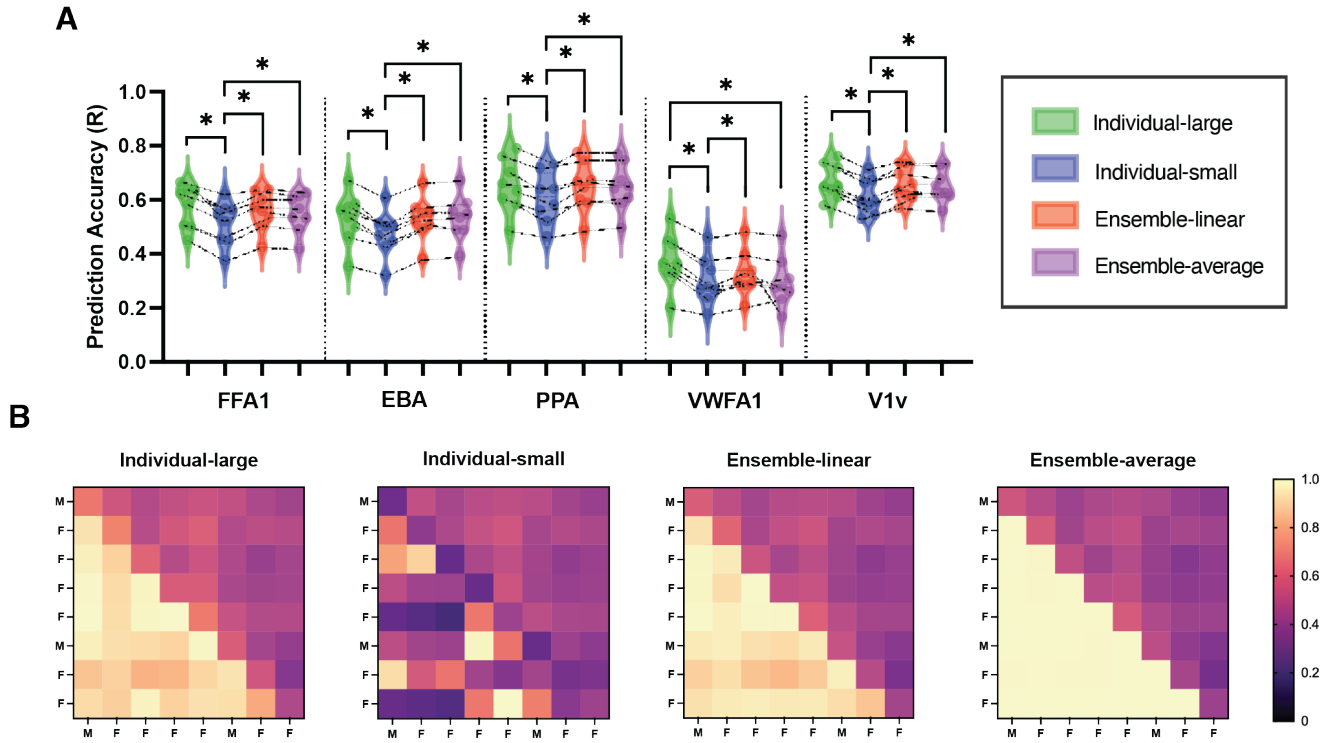 A
Prediction Accuracy (R)
1.0
0.8
0.6
0.4
0.2
0.0
* * * * * * * * * * * * * * *
FFA1 EBA PPA VWFA1 V1v
Individual-large
Individual-small
Ensemble-linear
Ensemble-average
B
Individual-large Individual-small Ensemble-linear Ensemble-average
M M M M 1.0
F F F F
F F F F 0.8
F F F F 0.6
F F F F 0.4
M M M M
F F F F 0.2
F F F F 0
M F F F F M F F M F F F F M F F M F F F F M F F M F F F F M F F